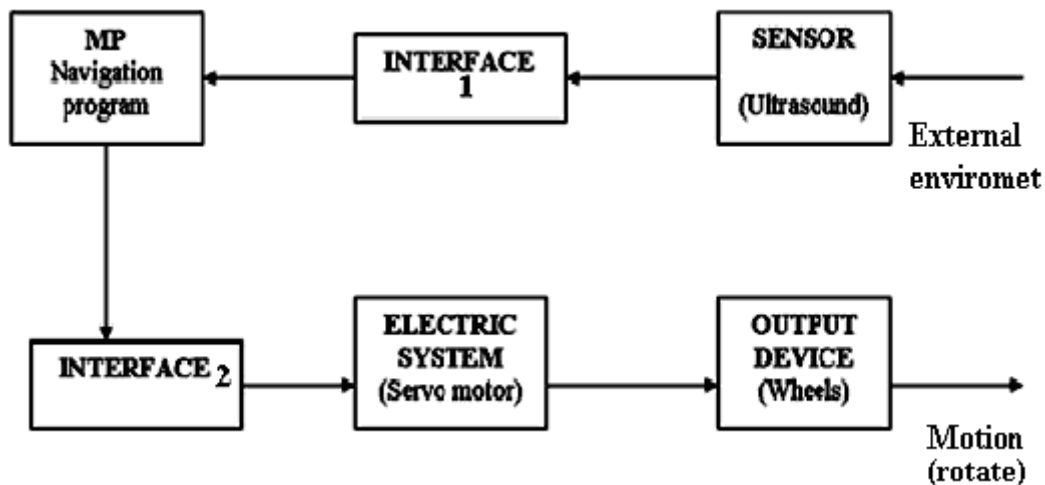 MP
Navigation
program
INTERFACE
1
SENSOR
(Ultrasound)
External
enviromet
INTERFACE 2
ELECTRIC
SYSTEM
(Servo motor)
OUTPUT
DEVICE
(Wheels)
Motion
(rotate)